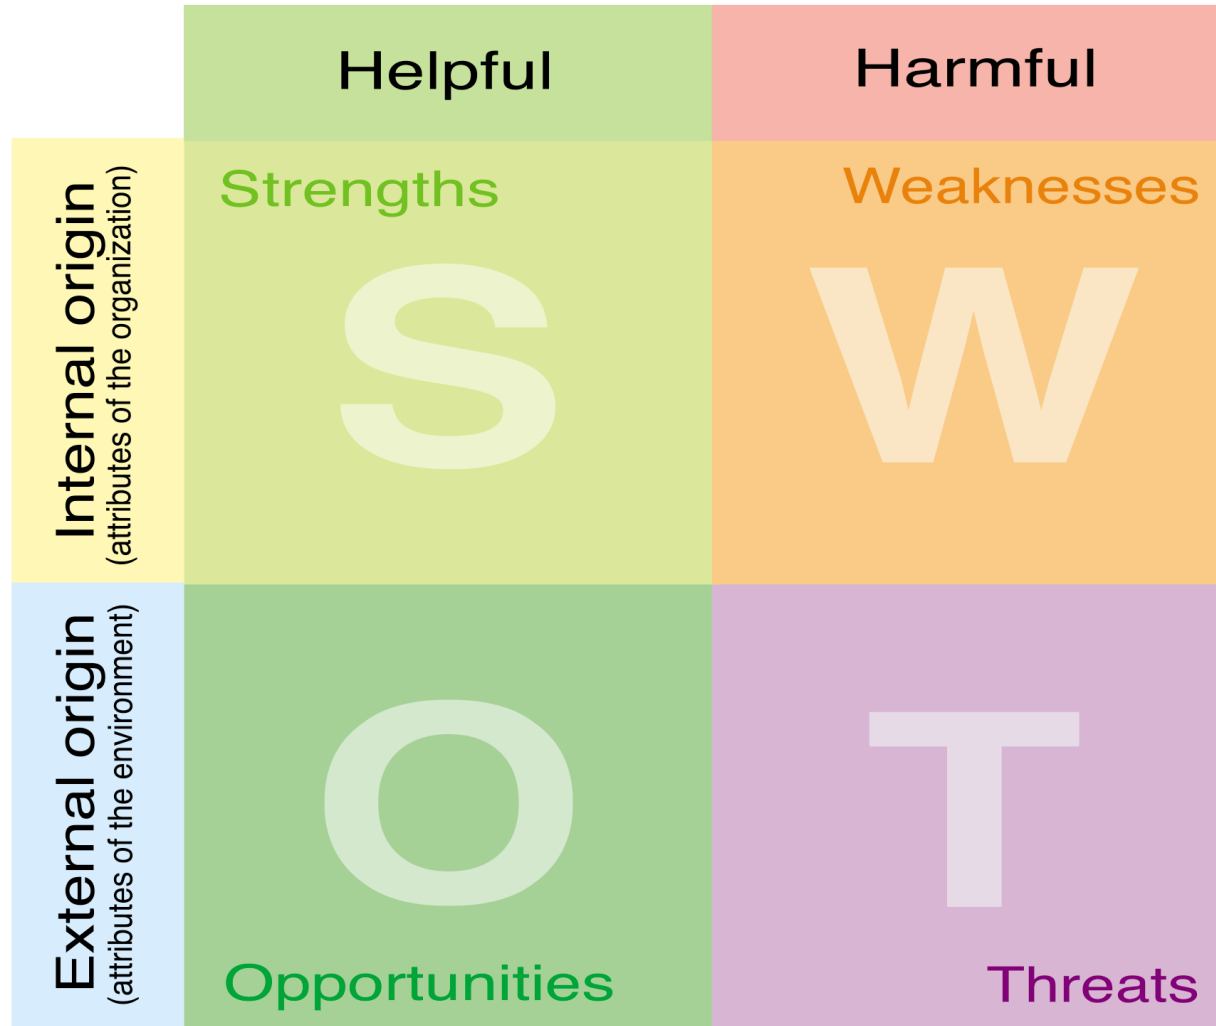 Helpful
Harmful
Internal origin
(attributes of the organization)
Strengths
S
Weaknesses
W
External origin
(attributes of the environment)
O
Opportunities
T
Threats